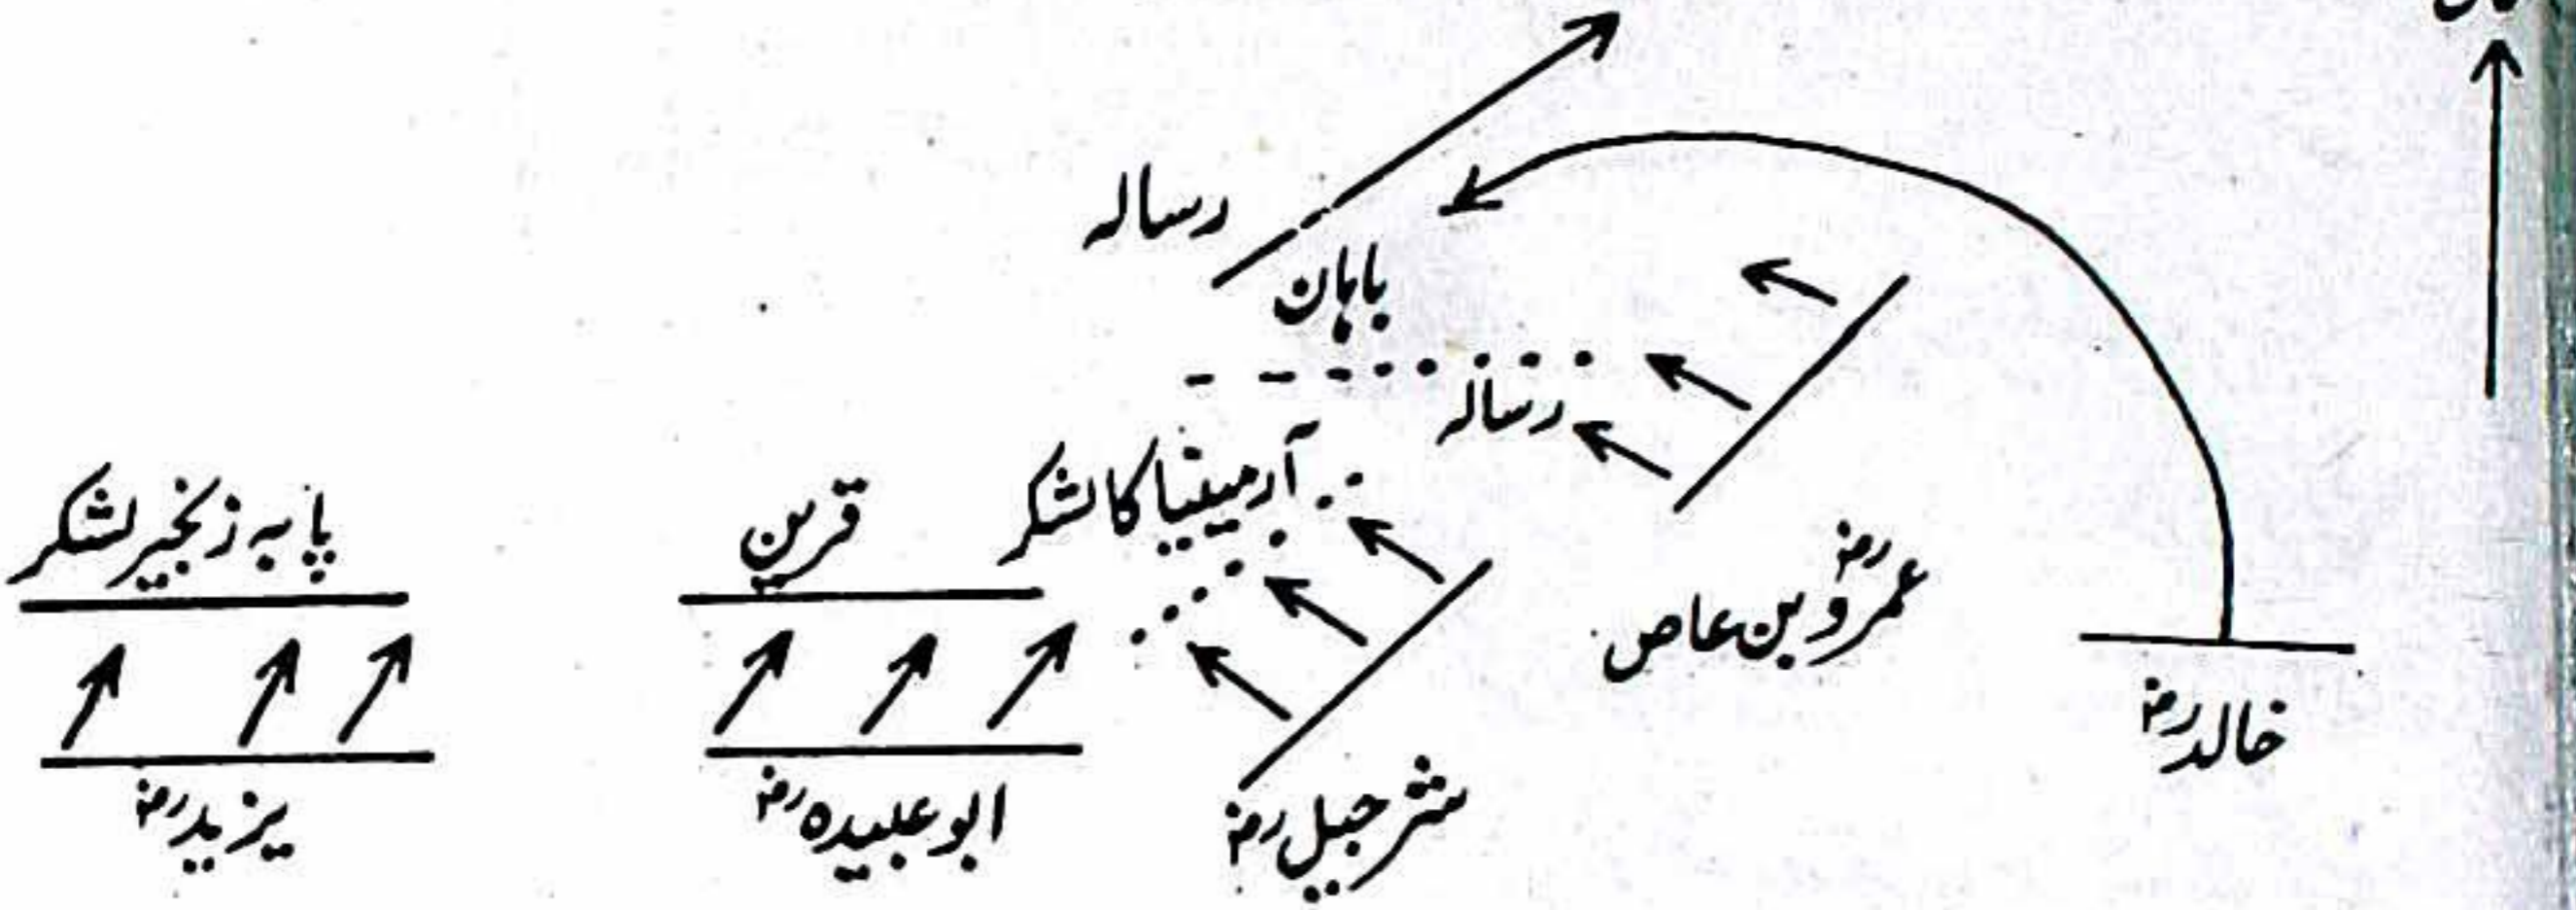 رسالہ
باہان
رسالہ
آرمینیا کا لشکر
قرین
پا بہ زنجیر لشکر
عمرو بن عاص رضؓ
خالد رضؓ
شرجیل رضؓ
ابو عبیدہ رضؓ
یزید رضؓ